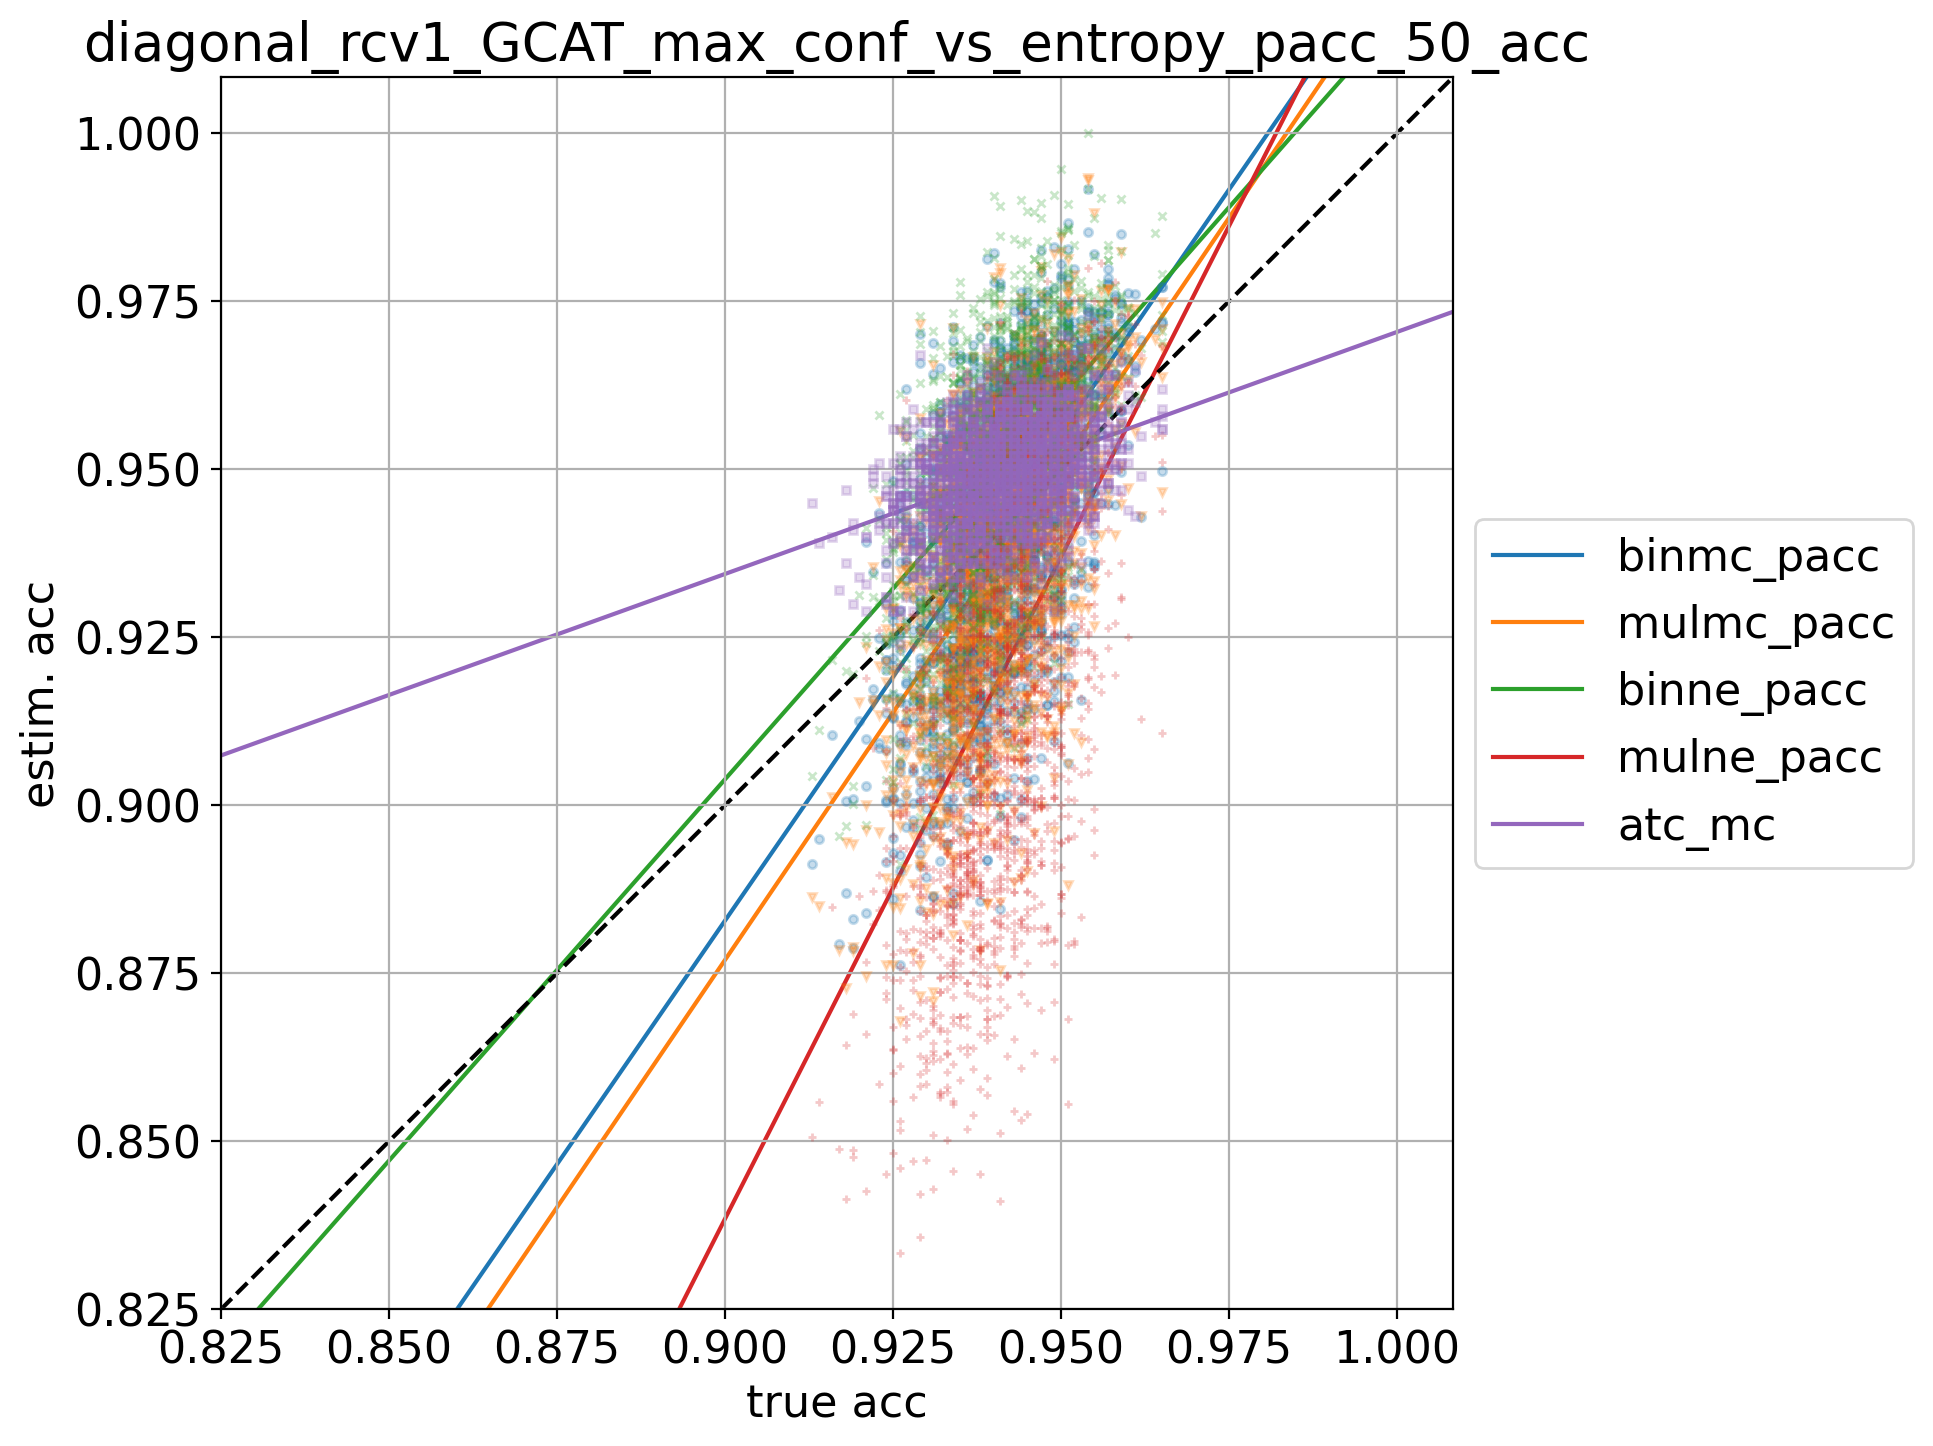 diagonal_rcv1_GCAT_max_conf_vs_entropy_pacc_50_acc
1.000
0.975
0.950
0.925
0.900
0.875
0.850
0.825
estim. acc
0.825 0.850 0.875 0.900 0.925 0.950 0.975 1.000
true acc
binmc_pacc
mulmc_pacc
binne_pacc
mulne_pacc
atc_mc